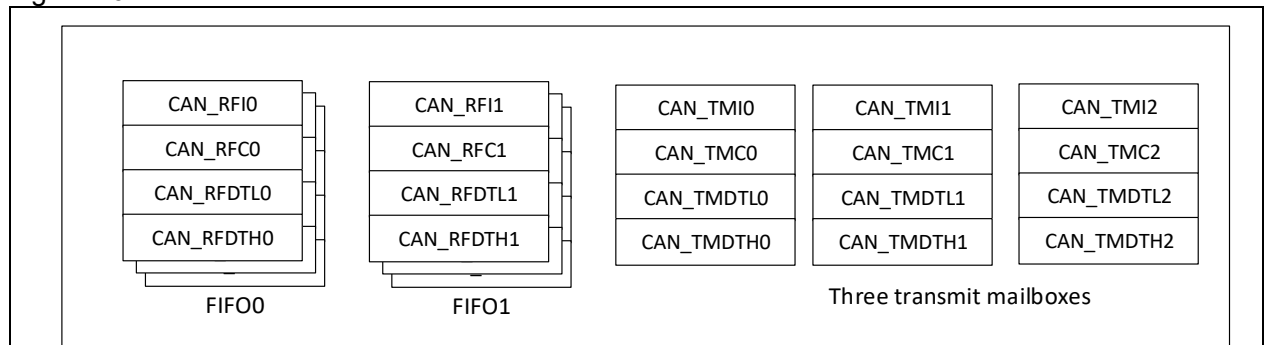 CAN_RFI0
CAN_RFC0
CAN_RFDTL0
CAN_RFDTH0
FIFO0
CAN_RFI1
CAN_RFC1
CAN_RFDTL1
CAN_RFDTH1
FIFO1
CAN_TMI0
CAN_TMC0
CAN_TMDTL0
CAN_TMDTH0
CAN_TMI1
CAN_TMC1
CAN_TMDTL1
CAN_TMDTH1
CAN_TMI2
CAN_TMC2
CAN_TMDTL2
CAN_TMDTH2
Three transmit mailboxes